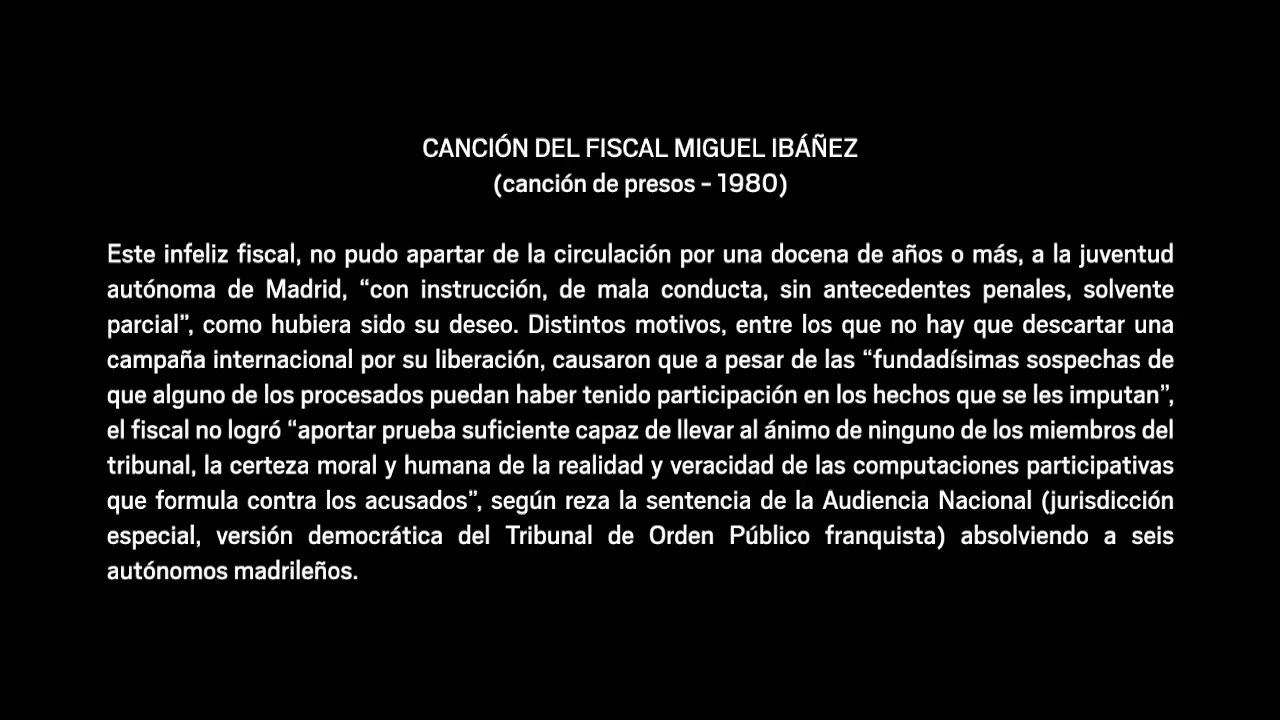 CANCIÓN DEL FISCAL MIGUEL IBÁÑEZ
(canción de presos - 1980)
Este infeliz fiscal, no pudo apartar de la circulación por una docena de años o más, a la juventud
autónoma de Madrid, “con instrucción, de mala conducta, sin antecedentes penales, solvente
parcial”, como hubiera sido su deseo. Distintos motivos, entre los que no hay que descartar una
campaña internacional por su liberación, causaron que a pesar de las “fundadísimas sospechas de
que alguno de los procesados puedan haber tenido participación en los hechos que se les imputan”,
el fiscal no logró “aportar prueba suficiente capaz de llevar al ánimo de ninguno de los miembros del
tribunal, la certeza moral y humana de la realidad y veracidad de las computaciones participativas
que formula contra los acusados”, según reza la sentencia de la Audiencia Nacional (jurisdicción
especial, versión democrática del Tribunal de Orden Público franquista) absolviendo a seis
autónomos madrileños.